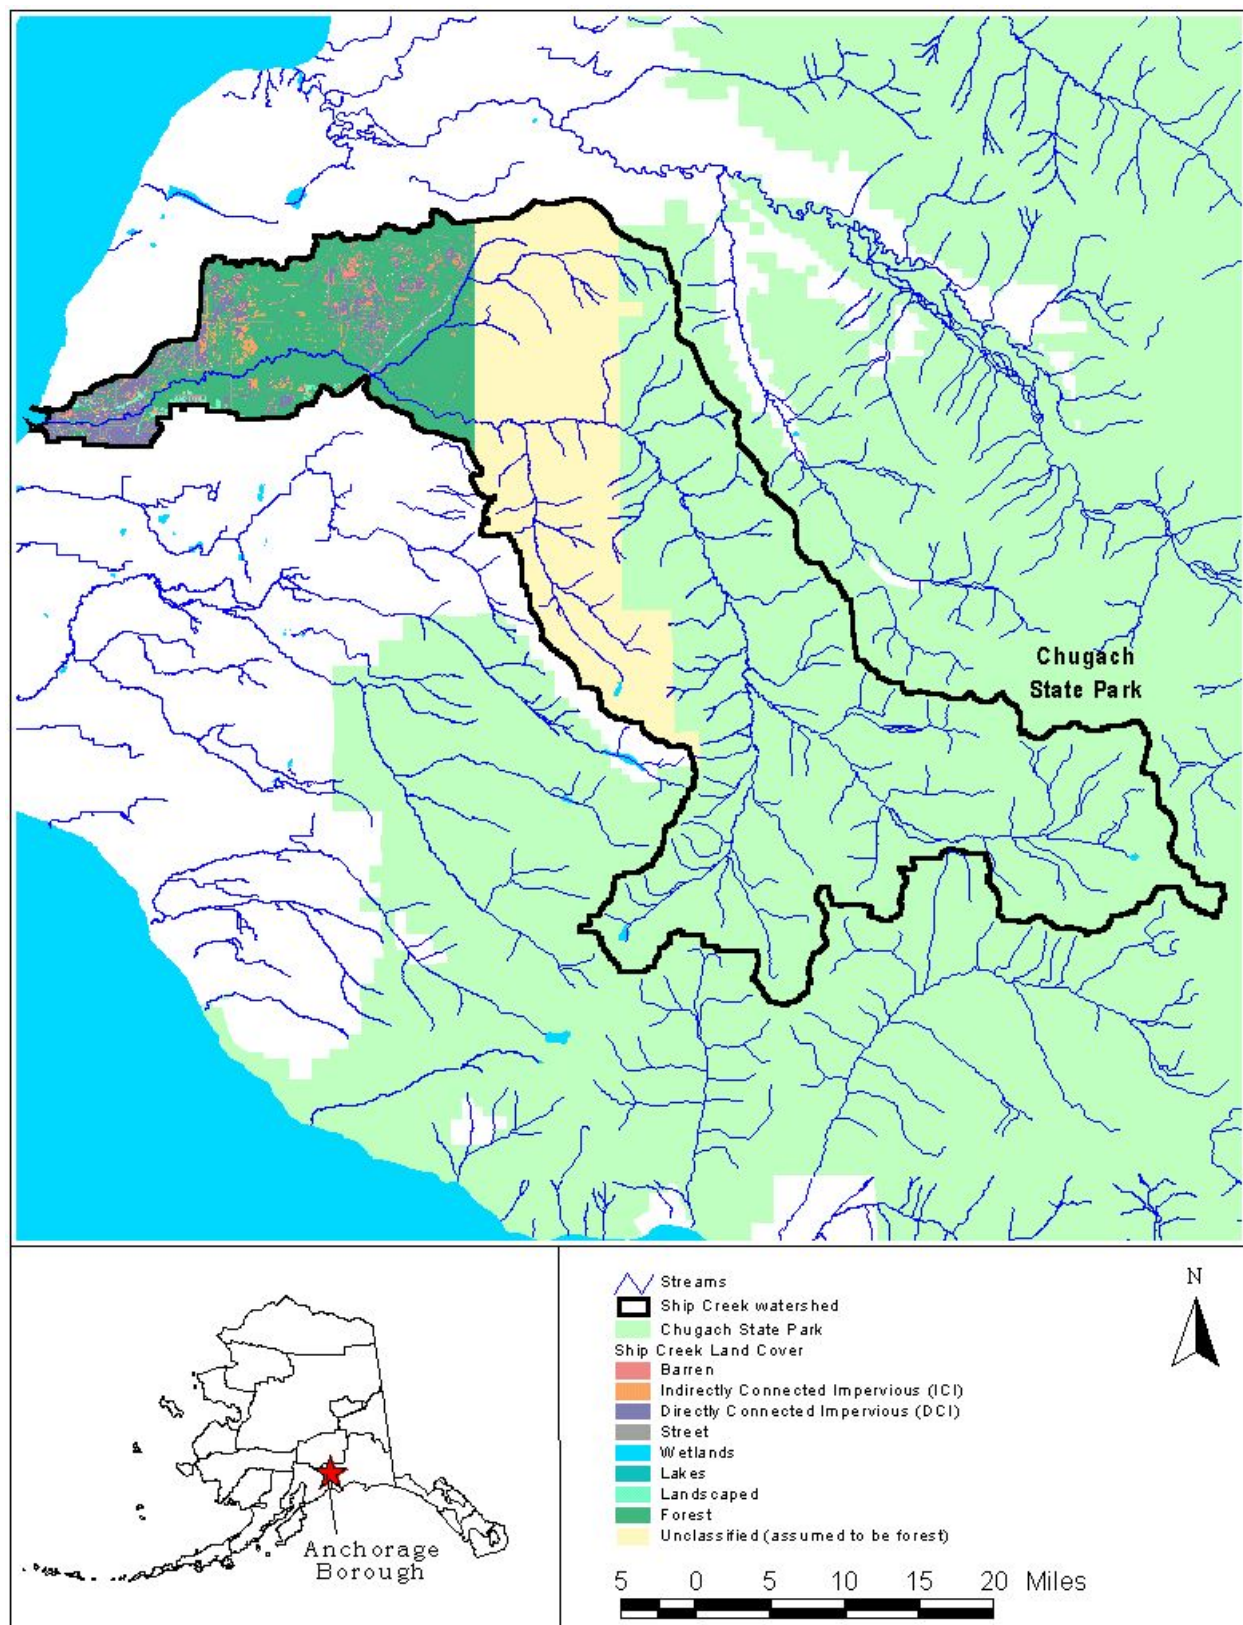 Chugach
State Park
Streams
Ship Creek watershed
Chugach State Park
Ship Creek Land Cover
Barren
Indirectly Connected Impervious (ICI)
Directly Connected Impervious (DCI)
Street
Wetlands
Lakes
Landscaped
Forest
Unclassified (assumed to be forest)
N
Anchorage
Borough
5 0 5 10 15 20 Miles